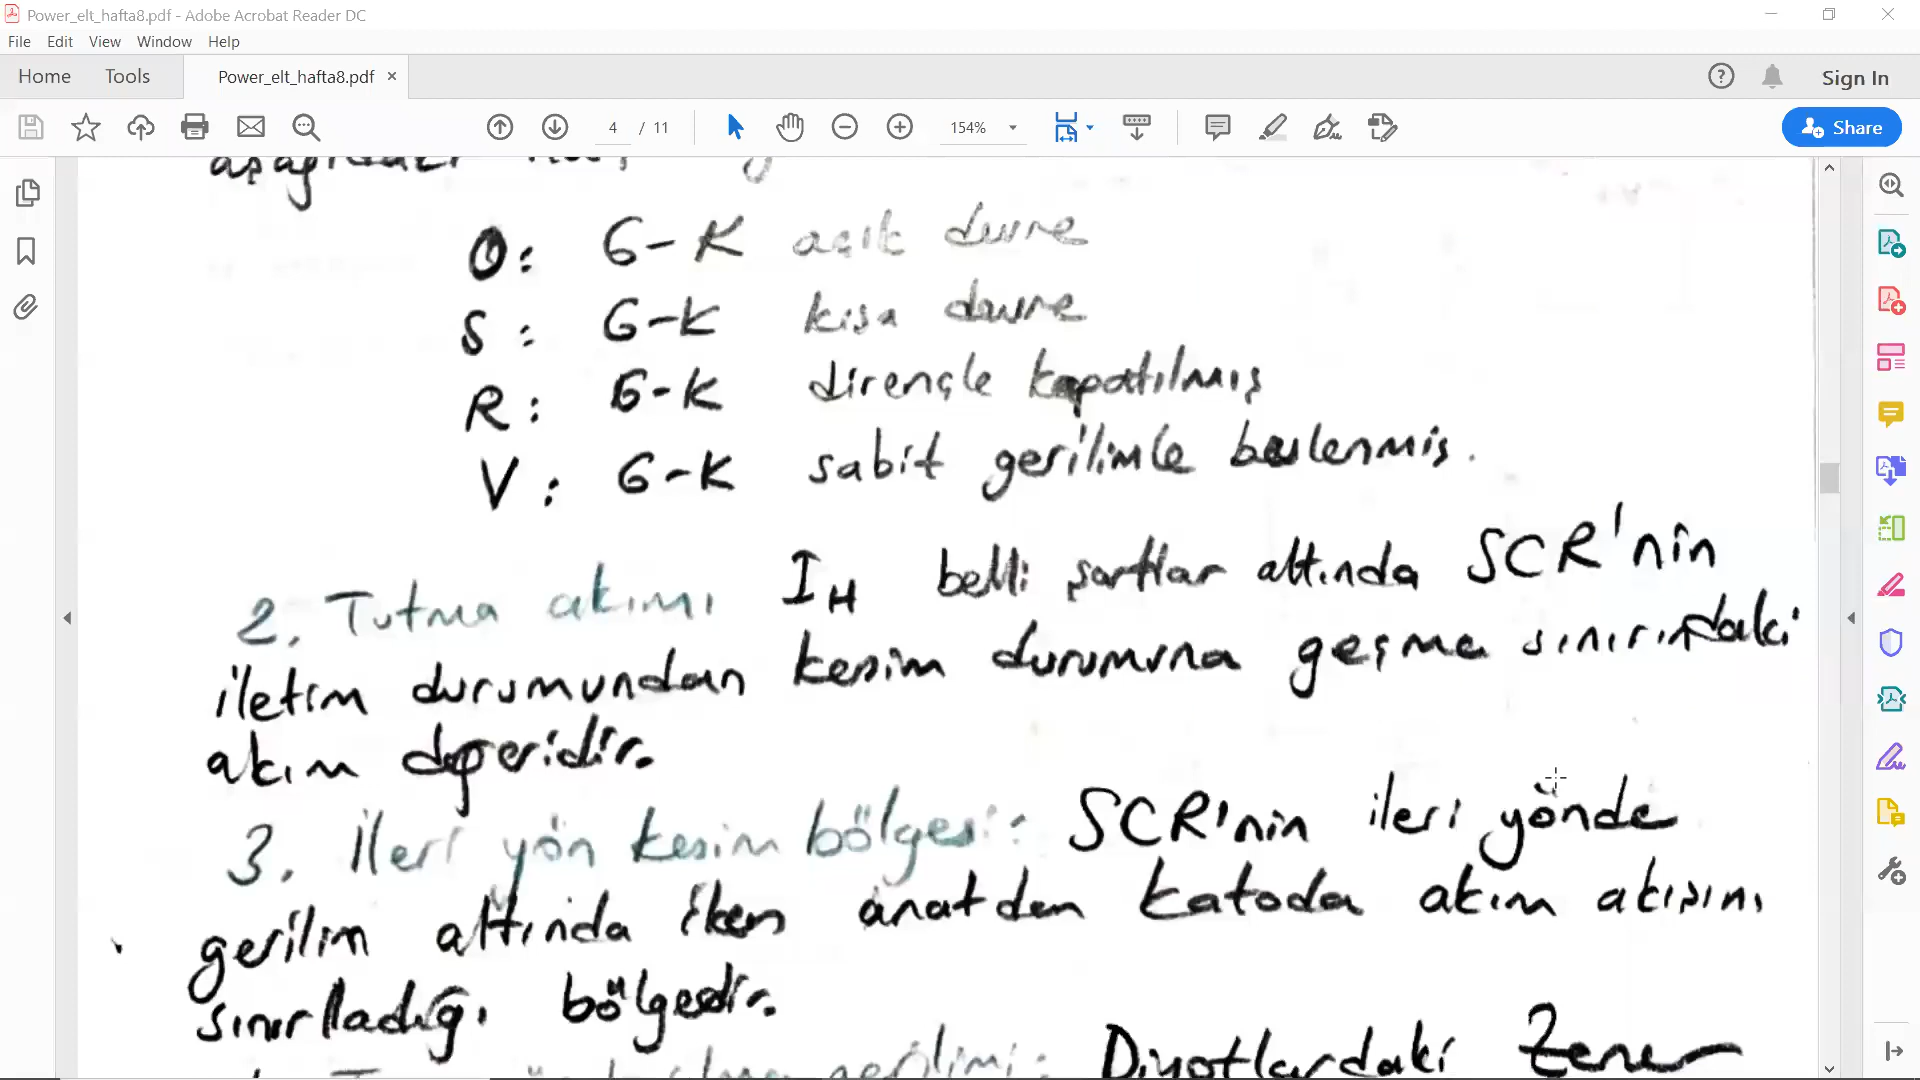 Power_elt_hafta8.pdf - Adobe Acrobat Reader DC
File Edit View Window Help
Home Tools Power_elt_hafta8.pdf × Sign In
4 / 11 154% Share
O: G-K açık devre
S: G-K kısa devre
R: G-K dirençle kapatılmış
V: G-K sabit gerilimle beslenmiş.
2. Tutma akımı IH belli şartlar altında SCR'nin
iletim durumundan kesim durumuna geçme sınırındaki
akım değeridir.
3. İleri yön kesim bölgesi: SCR'nin ileri yönde
gerilim altında iken anattan katoda akım akışını
sınırladığı bölgedir.
gerilimi: Diyotlardaki Zener